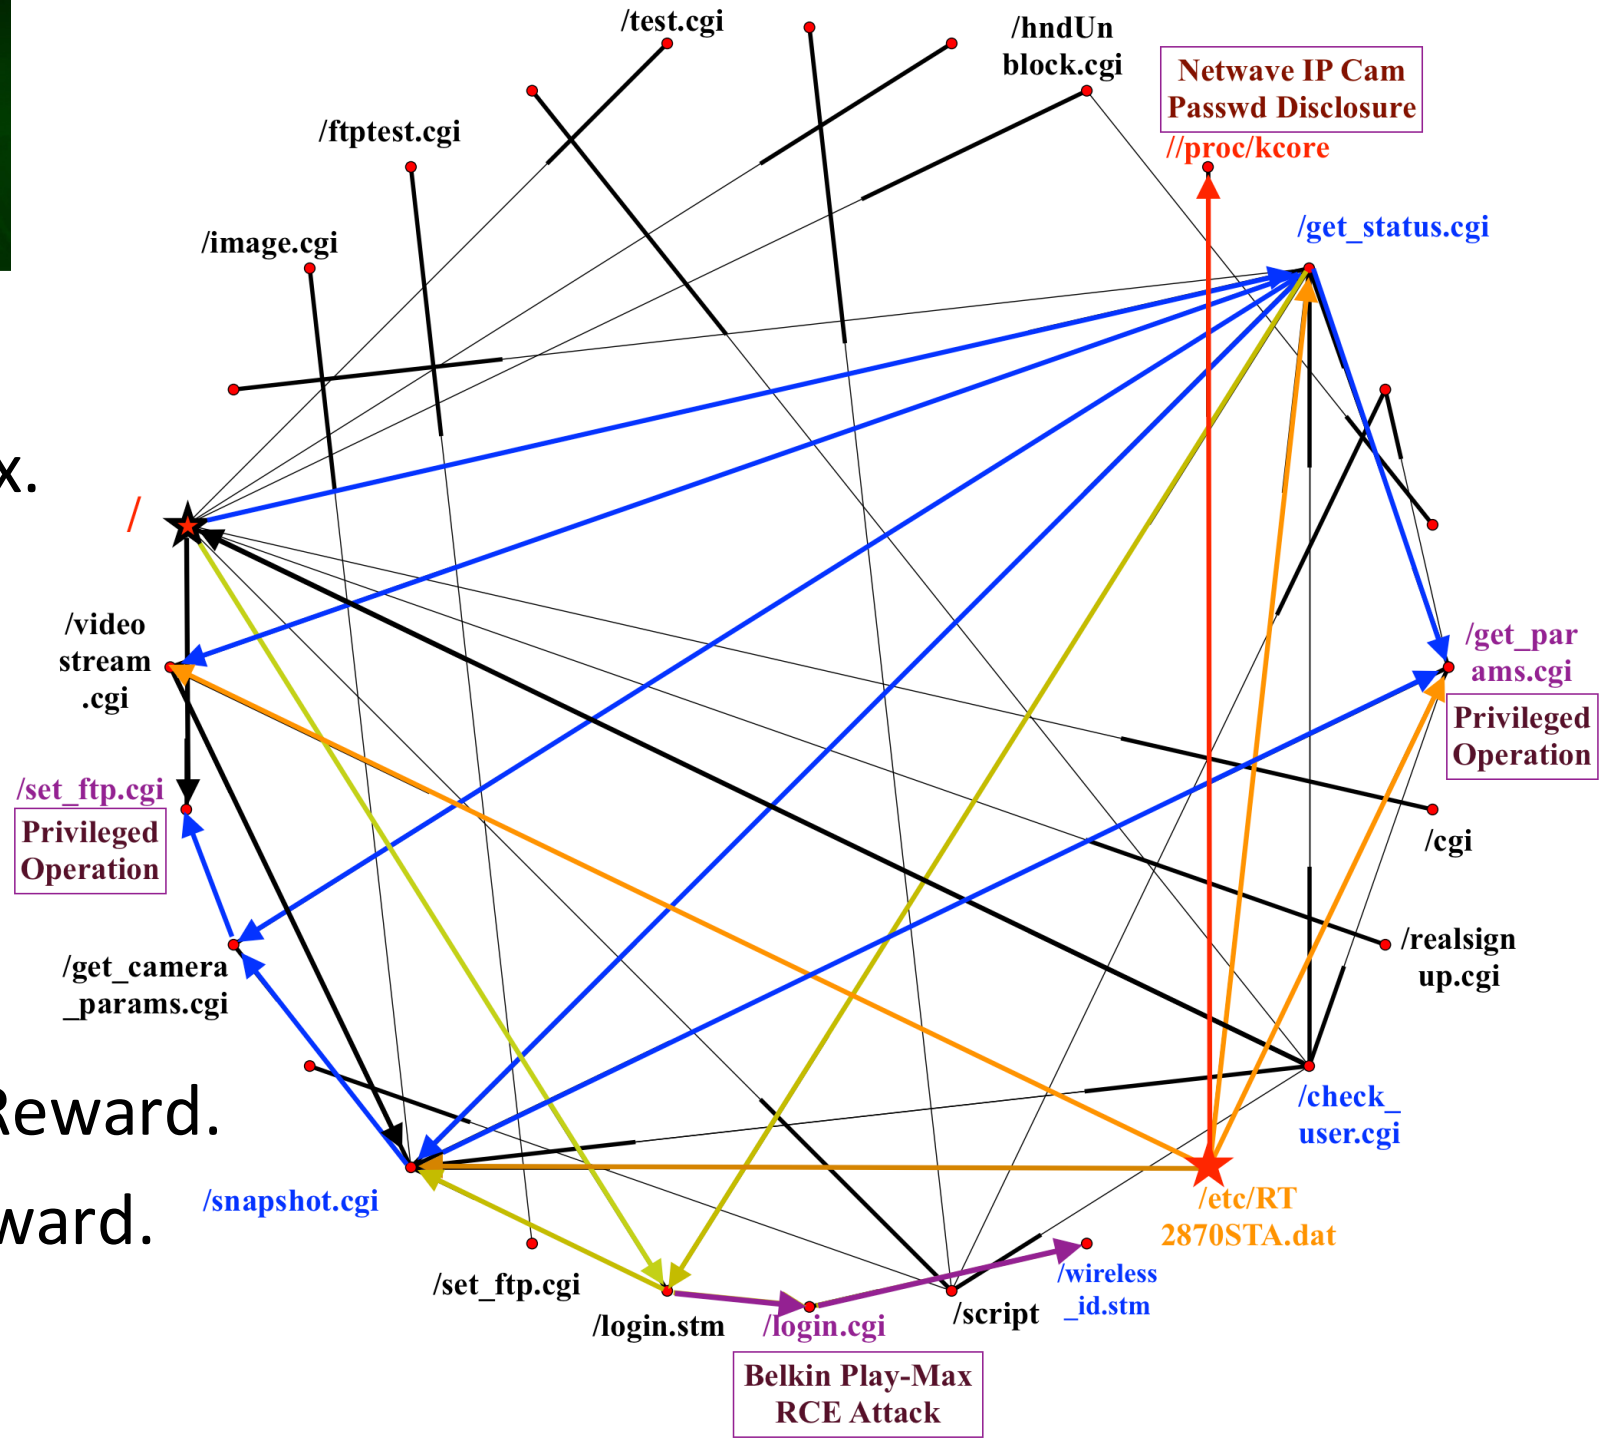 /test.cgi
/hndUn
block.cgi
Netwave IP Cam
Passwd Disclosure
/ftptest.cgi
//proc/kcore
/get_status.cgi
/image.cgi
x.
/
/video
stream
.cgi
/get_par
ams.cgi
Privileged
Operation
/set_ftp.cgi
Privileged
Operation
/cgi
/realsign
up.cgi
/get_camera
_params.cgi
Reward.
/check_
user.cgi
/snapshot.cgi
/etc/RT
2870STA.dat
ward.
/set_ftp.cgi
/wireless
_id.stm
/login.stm
/login.cgi
/script
Belkin Play-Max
RCE Attack